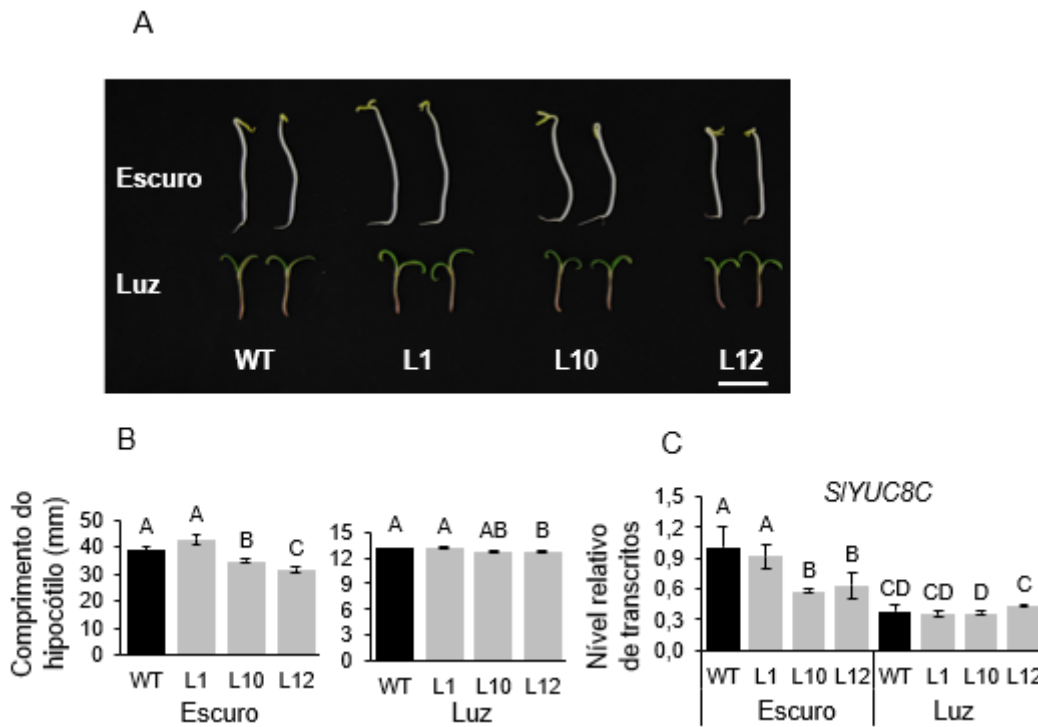 A
Escuro
Luz
WT L1 L10 L12
B
Comprimento do
hipocótilo (mm)
50
40
30
20
10
0
A A B C
WT L1 L10 L12
Escuro
15
12
9
6
3
0
A A AB B
WT L1 L10 L12
Luz
C
SlYUC8C
Nível relativo
de transcritos
1,5
1,2
0,9
0,6
0,3
0,0
A A B B CD CD D C
WT L1 L10 L12 WT L1 L10 L12
Escuro Luz